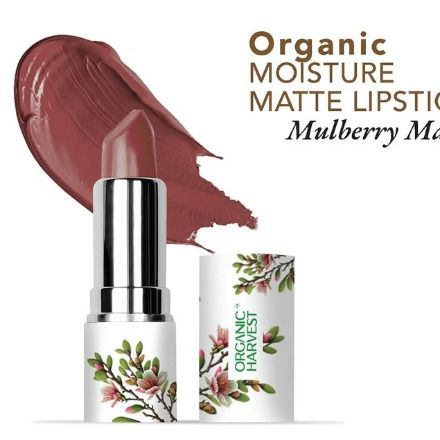 Organic
MOISTURE
MATTE LIPSTIC
Mulberry Ma
ORGANIC
HARVEST